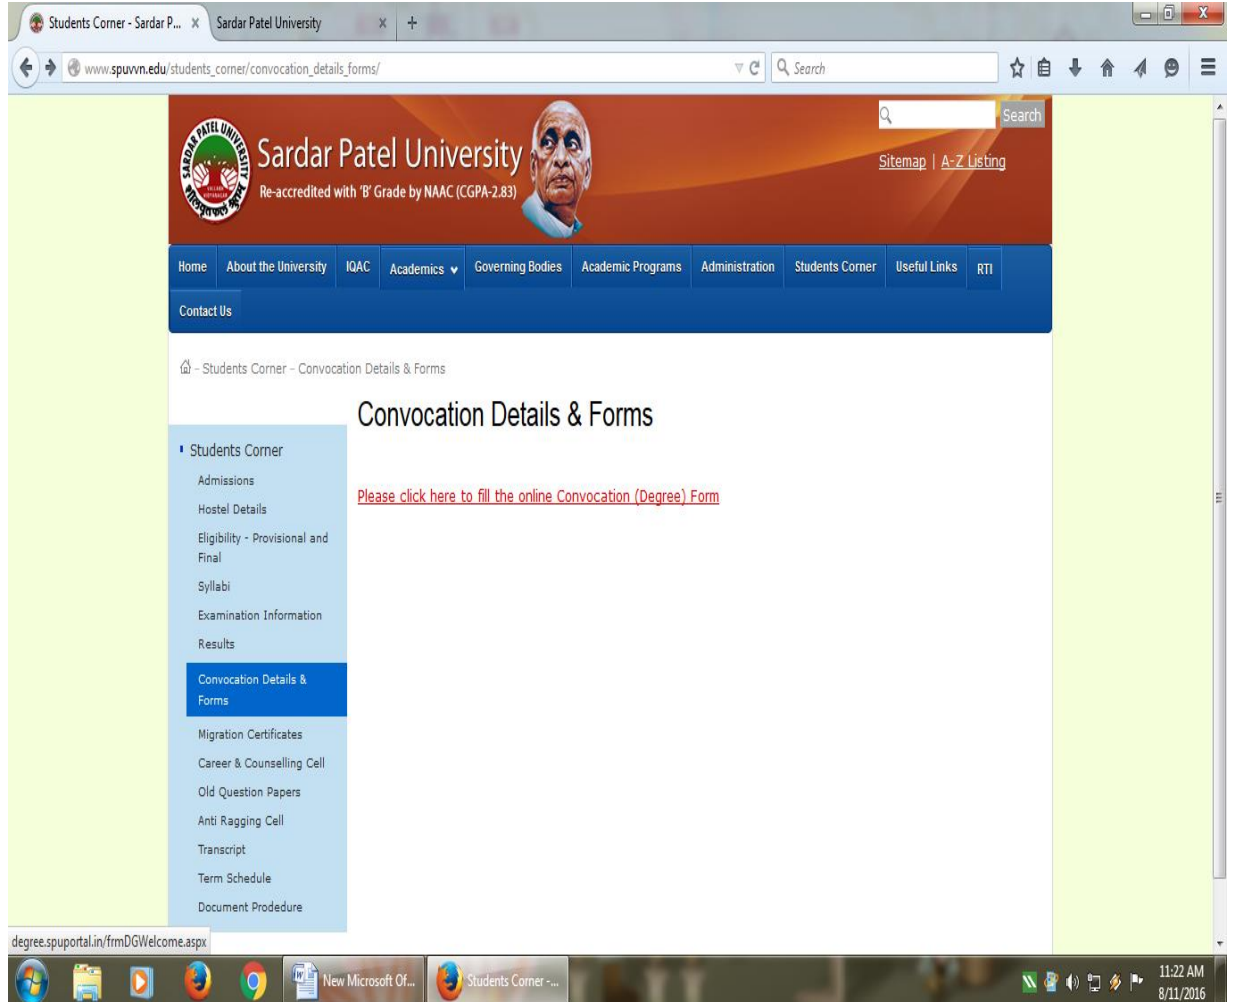 Students Corner - Sardar P...
Sardar Patel University
www.spuvvn.edu/students_corner/convocation_details_forms/
Search
SARDAR PATEL UNIVERSITY
VALLABH VIDYANAGAR
Sardar Patel University
Re-accredited with 'B' Grade by NAAC (CGPA-2.83)
Search
Sitemap | A-Z Listing
Home About the University IQAC Academics Governing Bodies Academic Programs Administration Students Corner Useful Links RTI
Contact Us
- Students Corner - Convocation Details & Forms
Convocation Details & Forms
Students Corner
Admissions
Please click here to fill the online Convocation (Degree) Form
Hostel Details
Eligibility - Provisional and
Final
Syllabi
Examination Information
Results
Convocation Details &
Forms
Migration Certificates
Career & Counselling Cell
Old Question Papers
Anti Ragging Cell
Transcript
Term Schedule
Document Prodedure
degree.spuportal.in/frmDGWelcome.aspx
New Microsoft Of...
Students Corner -...
11:22 AM
8/11/2016